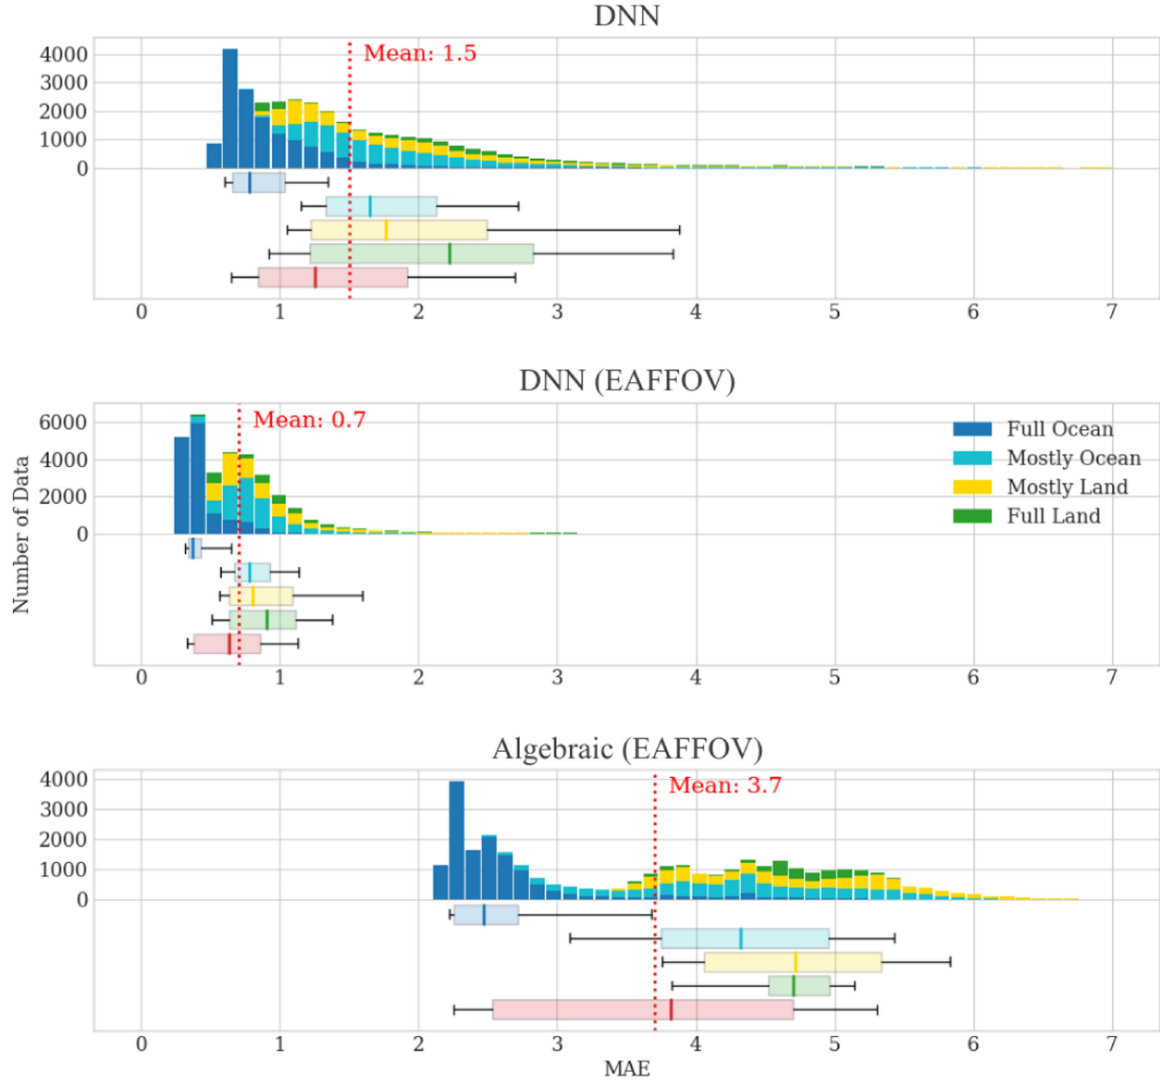 DNN
4000
3000
2000
1000
0
Mean: 1.5
0 1 2 3 4 5 6 7
DNN (EAFFOV)
6000
4000
2000
0
Mean: 0.7
Full Ocean
Mostly Ocean
Mostly Land
Full Land
Number of Data
0 1 2 3 4 5 6 7
Algebraic (EAFFOV)
4000
3000
2000
1000
0
Mean: 3.7
0 1 2 3 4 5 6 7
MAE